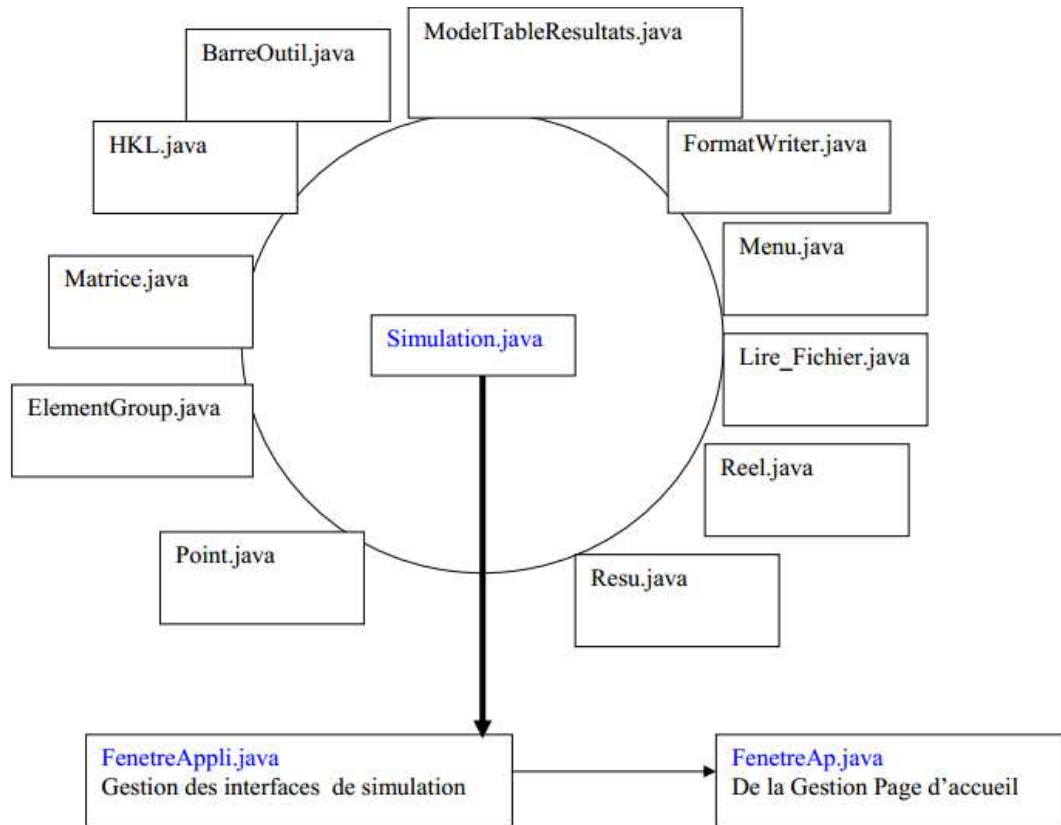 ModelTableResultats.java
BarreOutil.java
HKL.java
FormatWriter.java
Menu.java
Matrice.java
Simulation.java
Lire_Fichier.java
ElementGroup.java
Reel.java
Point.java
Resu.java
FenetreAppli.java
Gestion des interfaces de simulation
FenetreAp.java
De la Gestion Page d'accueil